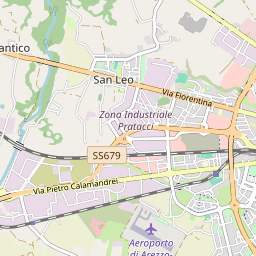 antico
San Leo
Via Fiorentina
Zona Industriale
Pratacci
SS679
Via Pietro Calamandrei
Aeroporto
di Arezzo